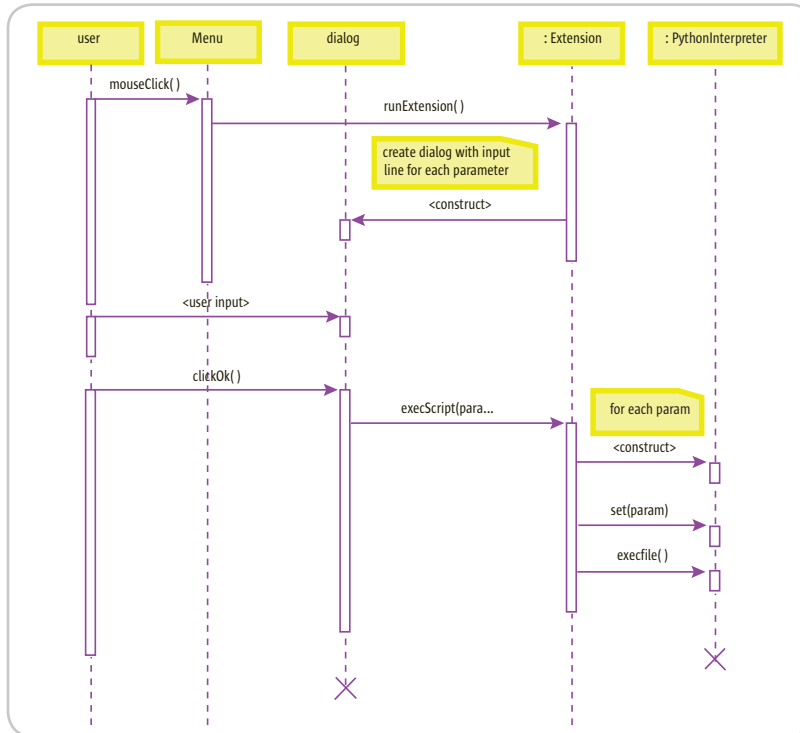 user
Menu
dialog
: Extension
: PythonInterpreter
mouseClick( )
runExtension( )
create dialog with input
line for each parameter
<construct>
<user input>
clickOk( )
execScript(para...
for each param
<construct>
set(param)
execfile( )